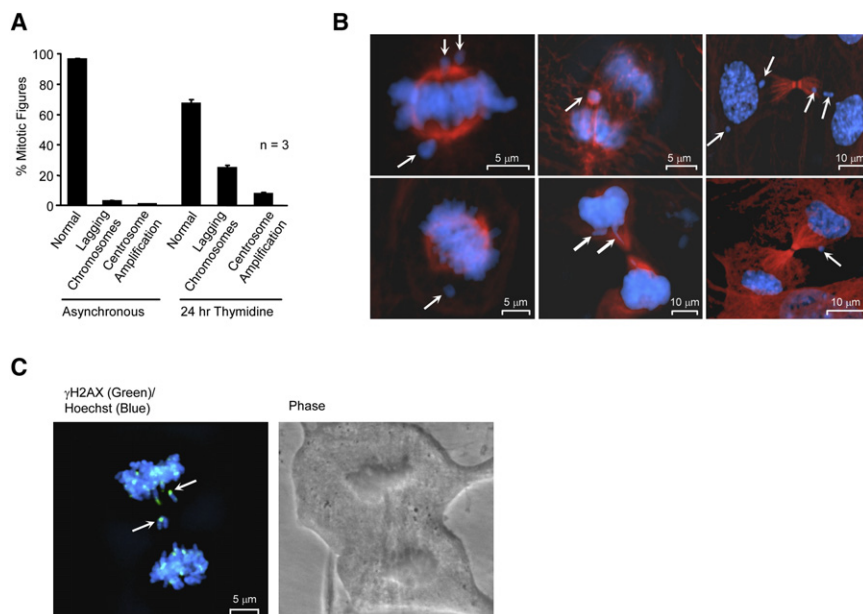 A
% Mitotic Figures
100
80
60
40
20
0
n = 3
Normal
Lagging
Chromosomes
Centrosome
Amplification
Normal
Lagging
Chromosomes
Centrosome
Amplification
Asynchronous
24 hr Thymidine
B
5 µm
5 µm
10 µm
5 µm
10 µm
10 µm
C
γH2AX (Green)/
Hoechst (Blue)
Phase
5 µm